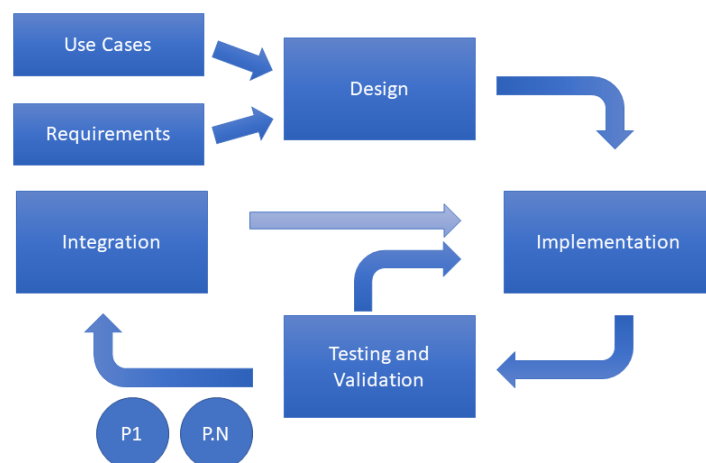 Use Cases
Design
Requirements
Integration
Implementation
Testing and
Validation
P1
P.N